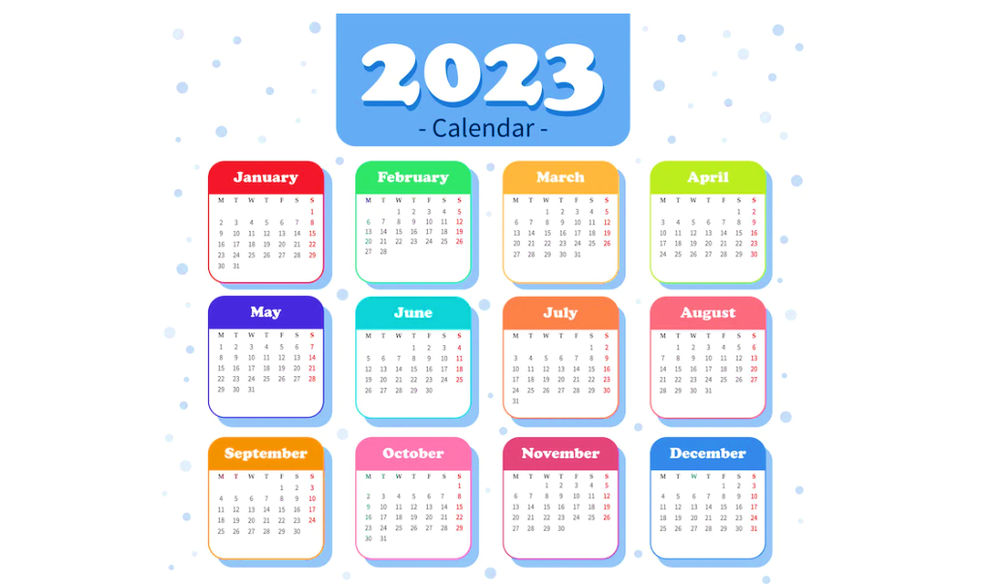 2023
- Calendar -
January
M T W T F S S
1
2 3 4 5 6 7 8
9 10 11 12 13 14 15
16 17 18 19 20 21 22
23 24 25 26 27 28 29
30 31
February
M T W T F S S
1 2 3 4 5
6 7 8 9 10 11 12
13 14 15 16 17 18 19
20 21 22 23 24 25 26
27 28
March
M T W T F S S
1 2 3 4 5
6 7 8 9 10 11 12
13 14 15 16 17 18 19
20 21 22 23 24 25 26
27 28 29 30 31
April
M T W T F S S
1 2
3 4 5 6 7 8 9
10 11 12 13 14 15 16
17 18 19 20 21 22 23
24 25 26 27 28 29 30
May
M T W T F S S
1 2 3 4 5 6 7
8 9 10 11 12 13 14
15 16 17 18 19 20 21
22 23 24 25 26 27 28
29 30 31
June
M T W T F S S
1 2 3 4
5 6 7 8 9 10 11
12 13 14 15 16 17 18
19 20 21 22 23 24 25
26 27 28 29 30
July
M T W T F S S
1 2
3 4 5 6 7 8 9
10 11 12 13 14 15 16
17 18 19 20 21 22 23
24 25 26 27 28 29 30
31
August
M T W T F S S
1 2 3 4 5 6
7 8 9 10 11 12 13
14 15 16 17 18 19 20
21 22 23 24 25 26 27
28 29 30 31
September
M T W T F S S
1 2 3
4 5 6 7 8 9 10
11 12 13 14 15 16 17
18 19 20 21 22 23 24
25 26 27 28 29 30
October
M T W T F S S
1
2 3 4 5 6 7 8
9 10 11 12 13 14 15
16 17 18 19 20 21 22
23 24 25 26 27 28 29
30 31
November
M T W T F S S
1 2 3 4 5
6 7 8 9 10 11 12
13 14 15 16 17 18 19
20 21 22 23 24 25 26
27 28 29 30
December
M T W T F S S
1 2 3
4 5 6 7 8 9 10
11 12 13 14 15 16 17
18 19 20 21 22 23 24
25 26 27 28 29 30 31